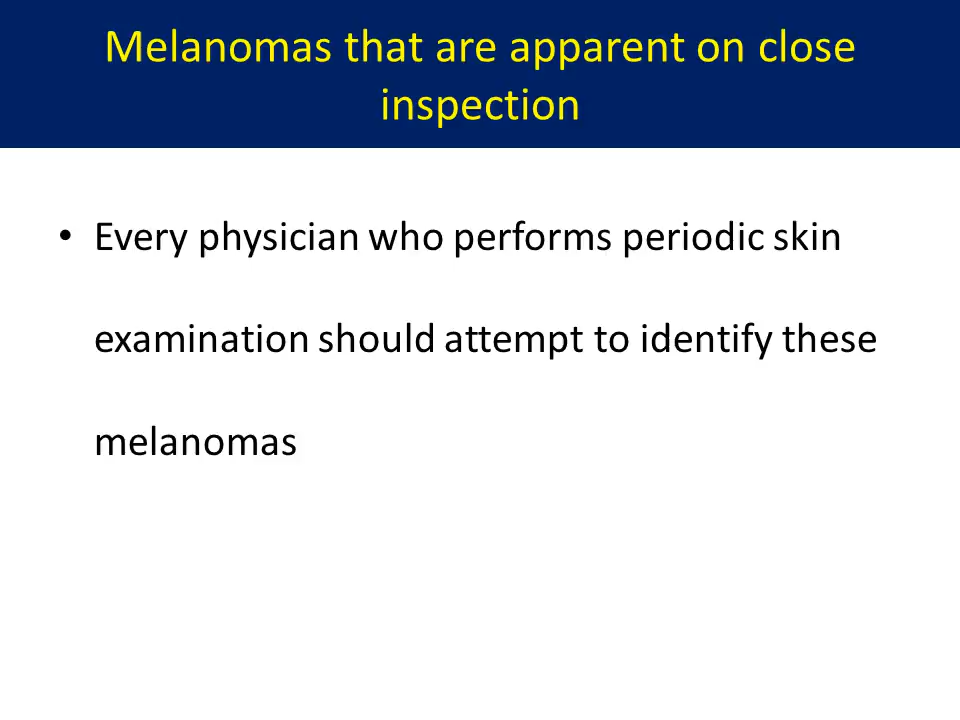 Melanomas that are apparent on close
inspection
• Every physician who performs periodic skin
examination should attempt to identify these
melanomas